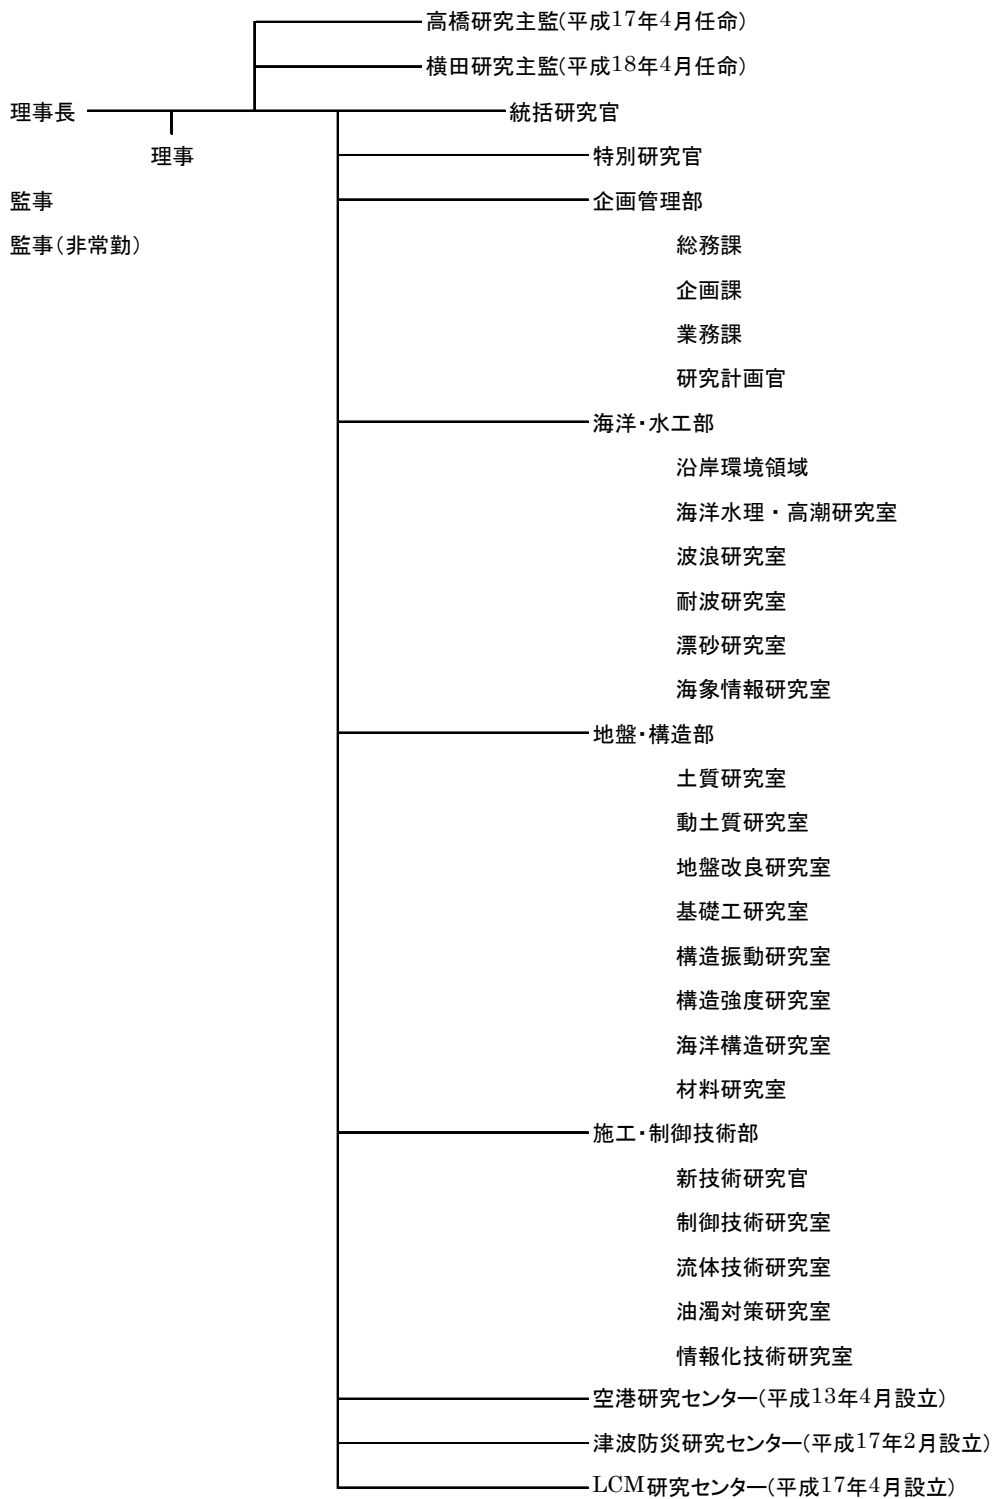 高橋研究主監(平成17年4月任命)
横田研究主監(平成18年4月任命)
理事長 統括研究官
理事 特別研究官
監事 企画管理部
監事(非常勤) 総務課
企画課
業務課
研究計画官
海洋・水工部
沿岸環境領域
海洋水理・高潮研究室
波浪研究室
耐波研究室
漂砂研究室
海象情報研究室
地盤・構造部
土質研究室
動土質研究室
地盤改良研究室
基礎工研究室
構造振動研究室
構造強度研究室
海洋構造研究室
材料研究室
施工・制御技術部
新技術研究官
制御技術研究室
流体技術研究室
油濁対策研究室
情報化技術研究室
空港研究センター(平成13年4月設立)
津波防災研究センター(平成17年2月設立)
LCM研究センター(平成17年4月設立)